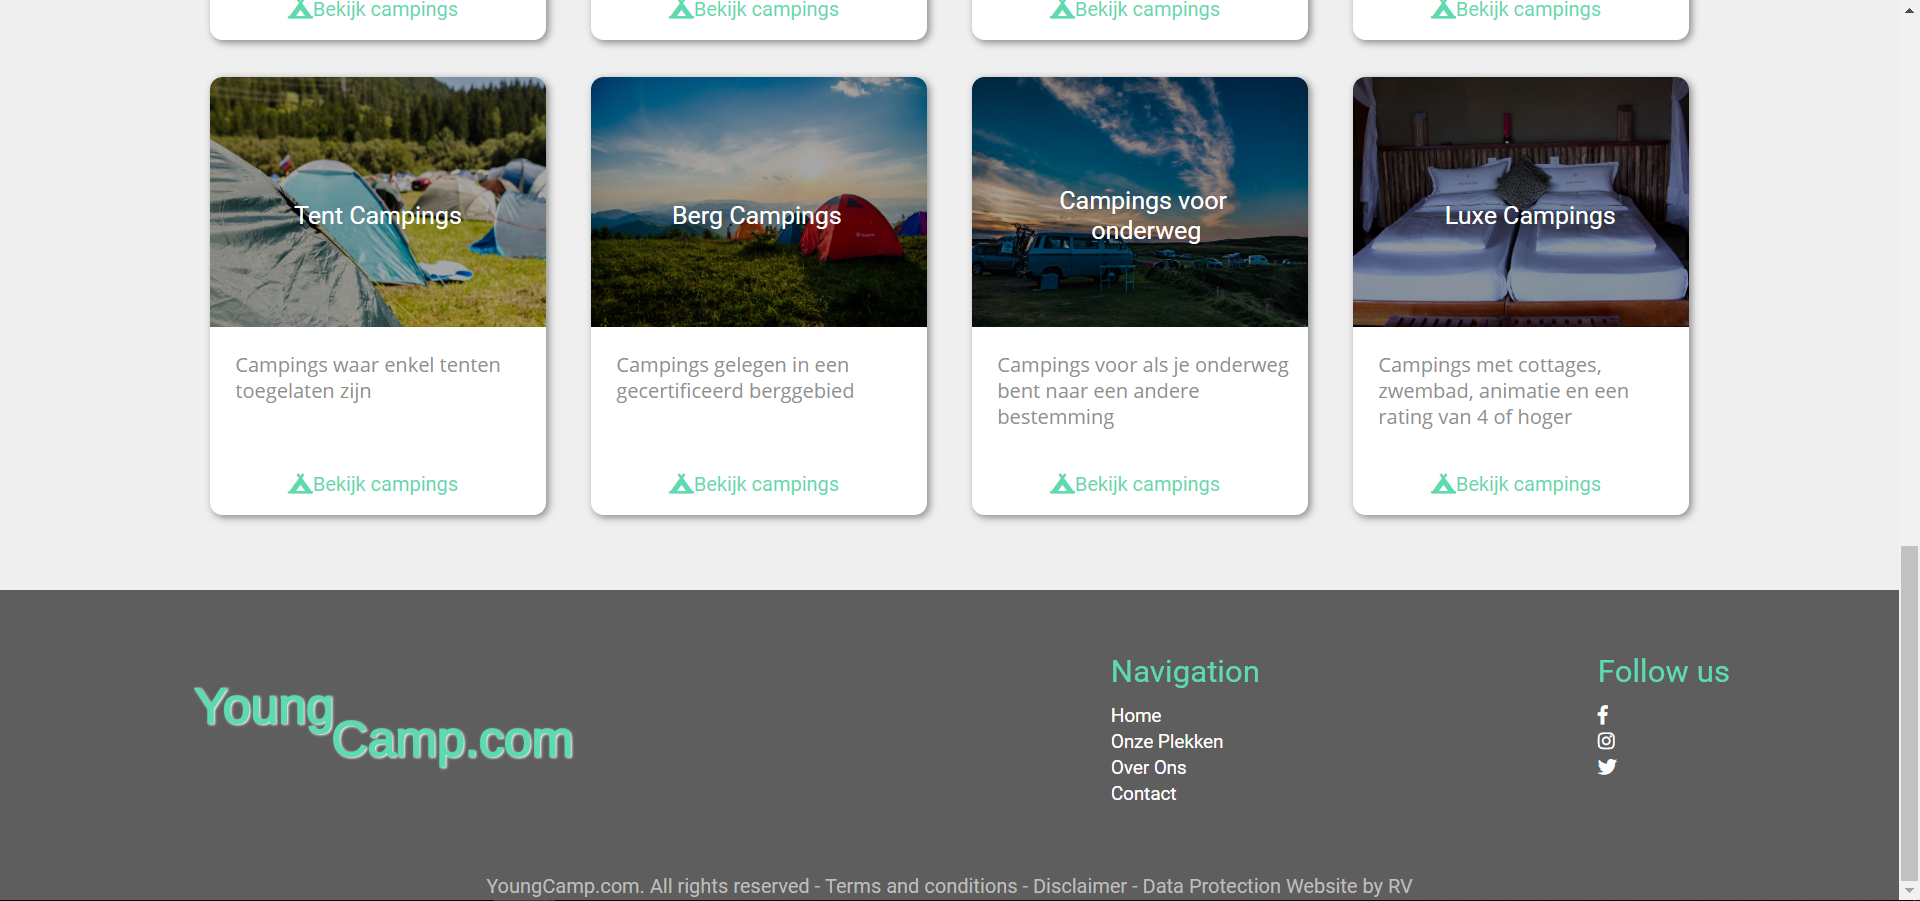 Bekijk campings
Bekijk campings
Bekijk campings
Bekijk campings
Tent Campings
Campings waar enkel tenten
toegelaten zijn
Bekijk campings
Berg Campings
Campings gelegen in een
gecertificeerd berggebied
Bekijk campings
Campings voor
onderweg
Campings voor als je onderweg
bent naar een andere
bestemming
Bekijk campings
Luxe Campings
Campings met cottages,
zwembad, animatie en een
rating van 4 of hoger
Bekijk campings
Young
Camp.com
Navigation
Home
Onze Plekken
Over Ons
Contact
Follow us
YoungCamp.com. All rights reserved - Terms and conditions - Disclaimer - Data Protection Website by RV